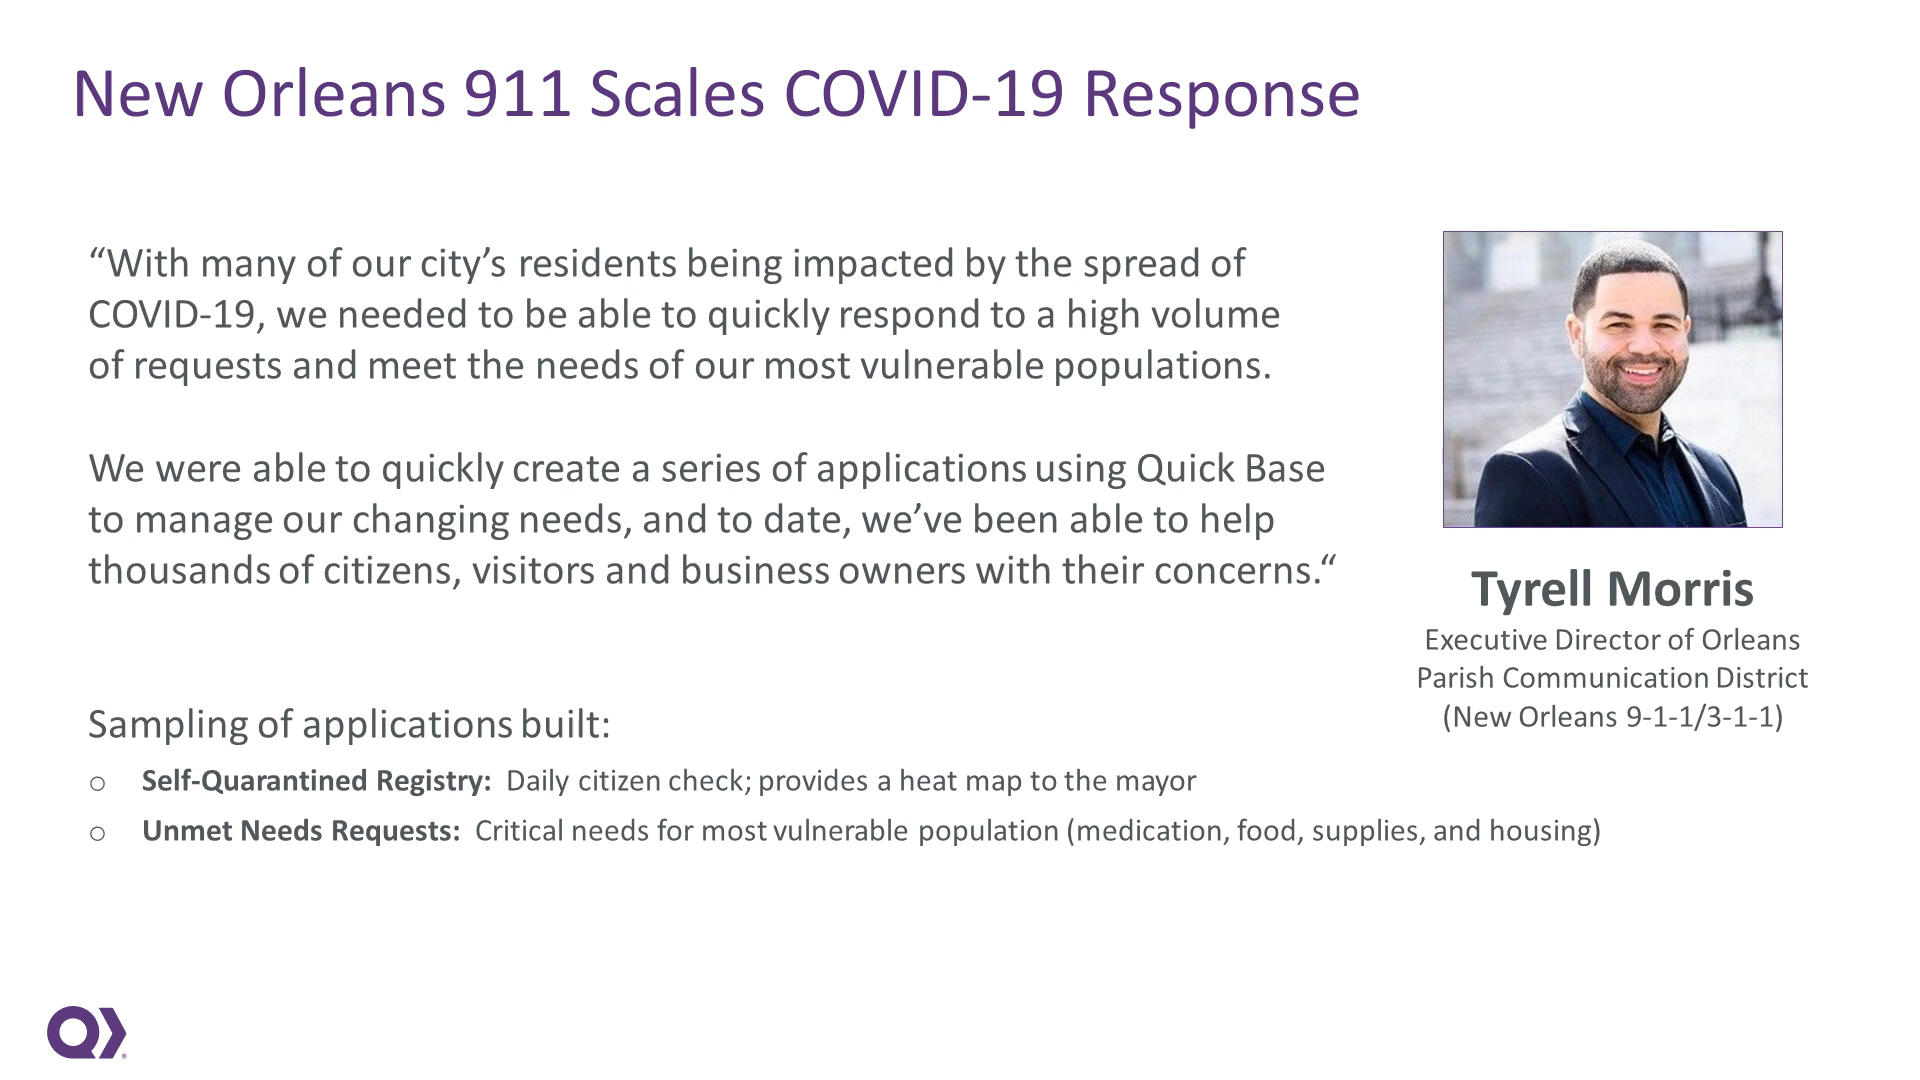 New Orleans 911 Scales COVID-19 Response
“With many of our city’s residents being impacted by the spread of
COVID-19, we needed to be able to quickly respond to a high volume
of requests and meet the needs of our most vulnerable populations.
We were able to quickly create a series of applications using Quick Base
to manage our changing needs, and to date, we’ve been able to help
thousands of citizens, visitors and business owners with their concerns.“
Tyrell Morris
Executive Director of Orleans
Parish Communication District
(New Orleans 9-1-1/3-1-1)
Sampling of applications built:
o Self-Quarantined Registry: Daily citizen check; provides a heat map to the mayor
o Unmet Needs Requests: Critical needs for most vulnerable population (medication, food, supplies, and housing)